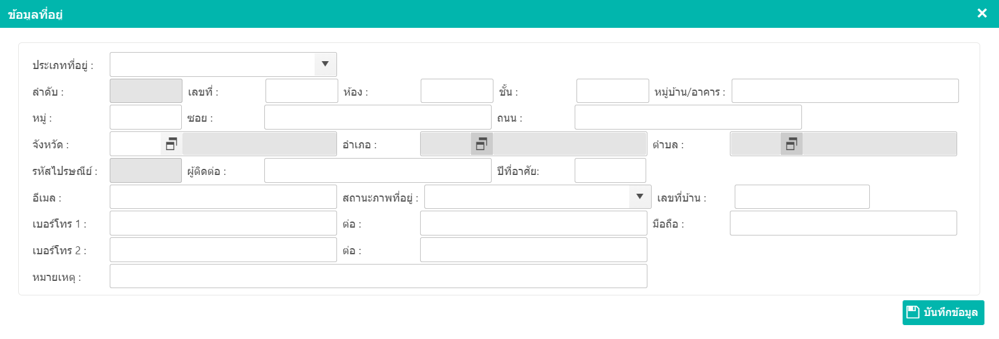 ข้อมูลที่อยู่
ประเภทที่อยู่ :
ลำดับ : เลขที่ : ห้อง : ชั้น : หมู่บ้าน/อาคาร :
หมู่ : ซอย : ถนน :
จังหวัด : อำเภอ : ตำบล :
รหัสไปรษณีย์ : ผู้ติดต่อ : ปีที่อาศัย:
อีเมล : สถานะภาพที่อยู่ : เลขที่บ้าน :
เบอร์โทร 1 : ต่อ : มือถือ :
เบอร์โทร 2 : ต่อ :
หมายเหตุ :
บันทึกข้อมูล